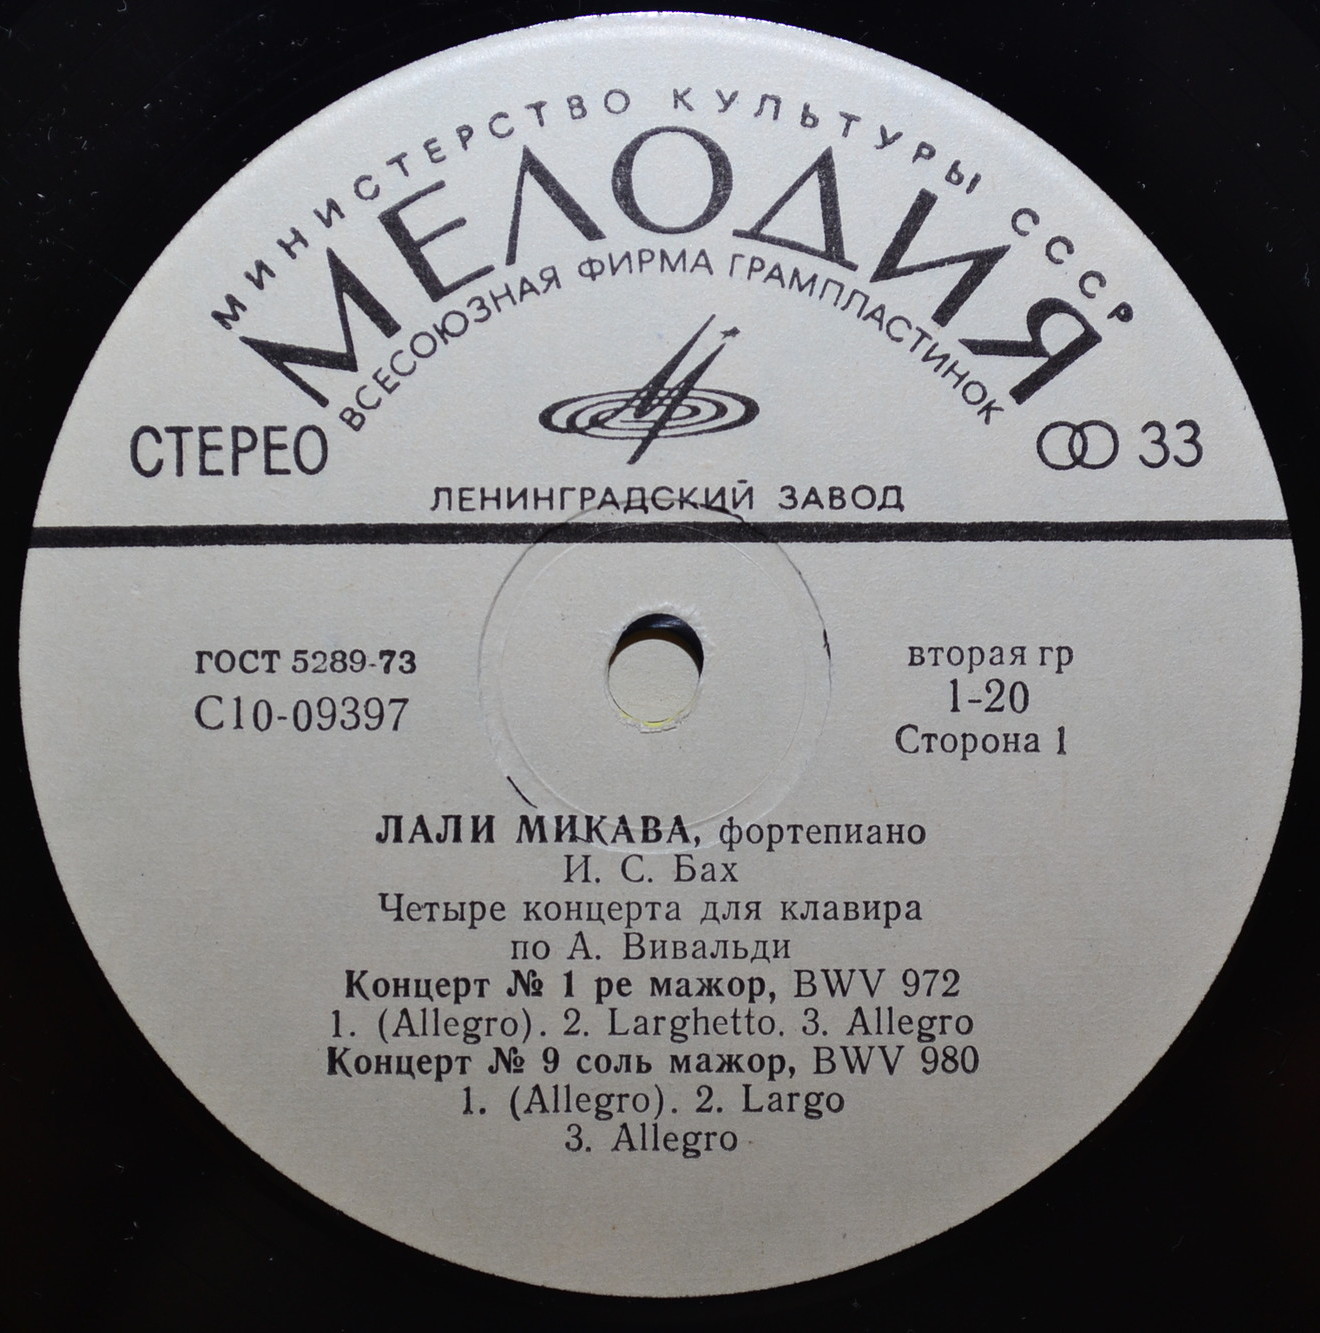 МИНИСТЕРСТВО КУЛЬТУРЫ СССР
МЕЛОДИЯ
ВСЕСОЮЗНАЯ ФИРМА ГРАМПЛАСТИНОК
СТЕРЕО
33
ЛЕНИНГРАДСКИЙ ЗАВОД
ГОСТ 5289-73
С10-09397
вторая гр
1-20
Сторона 1
ЛАЛИ МИКАВА, фортепиано
И. С. Бах
Четыре концерта для клавира
по А. Вивальди
Концерт № 1 ре мажор, BWV 972
1. (Allegro). 2. Larghetto. 3. Allegro
Концерт № 9 соль мажор, BWV 980
1. (Allegro). 2. Largo
3. Allegro